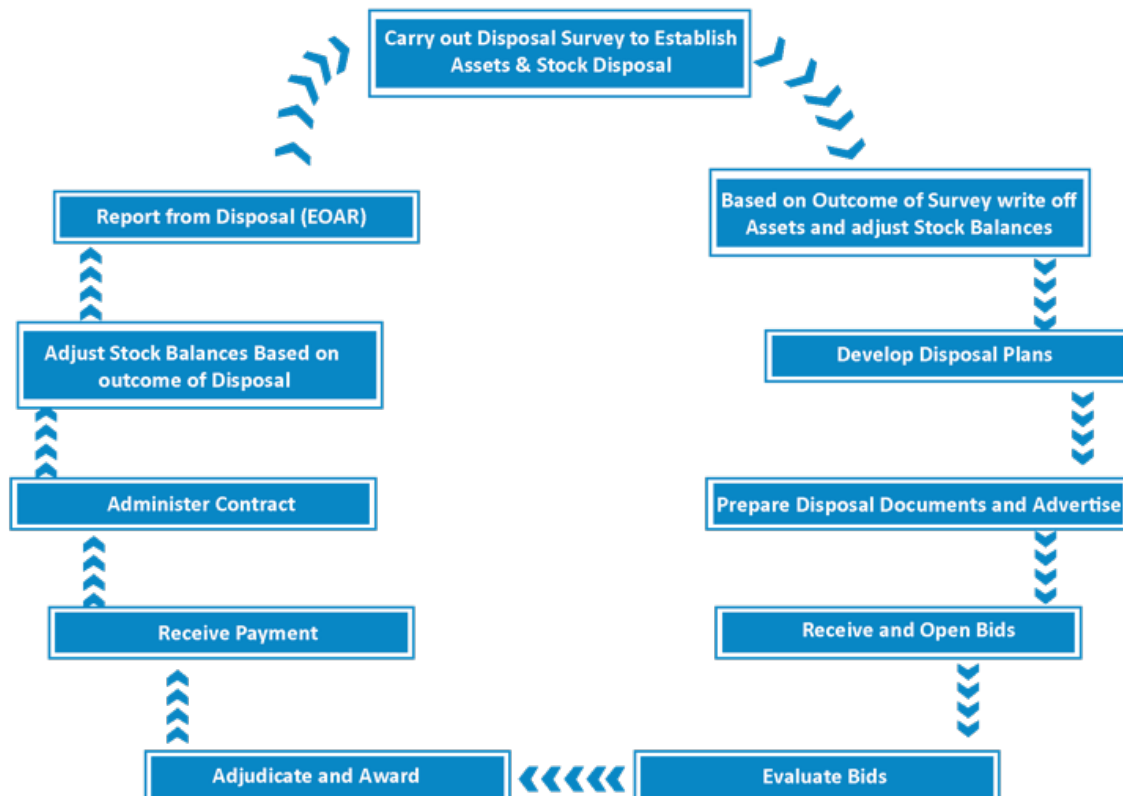 Carry out Disposal Survey to Establish
Assets & Stock Disposal
Based on Outcome of Survey write off
Assets and adjust Stock Balances
Develop Disposal Plans
Prepare Disposal Documents and Advertise
Receive and Open Bids
Evaluate Bids
Adjudicate and Award
Receive Payment
Administer Contract
Adjust Stock Balances Based on
outcome of Disposal
Report from Disposal (EOAR)